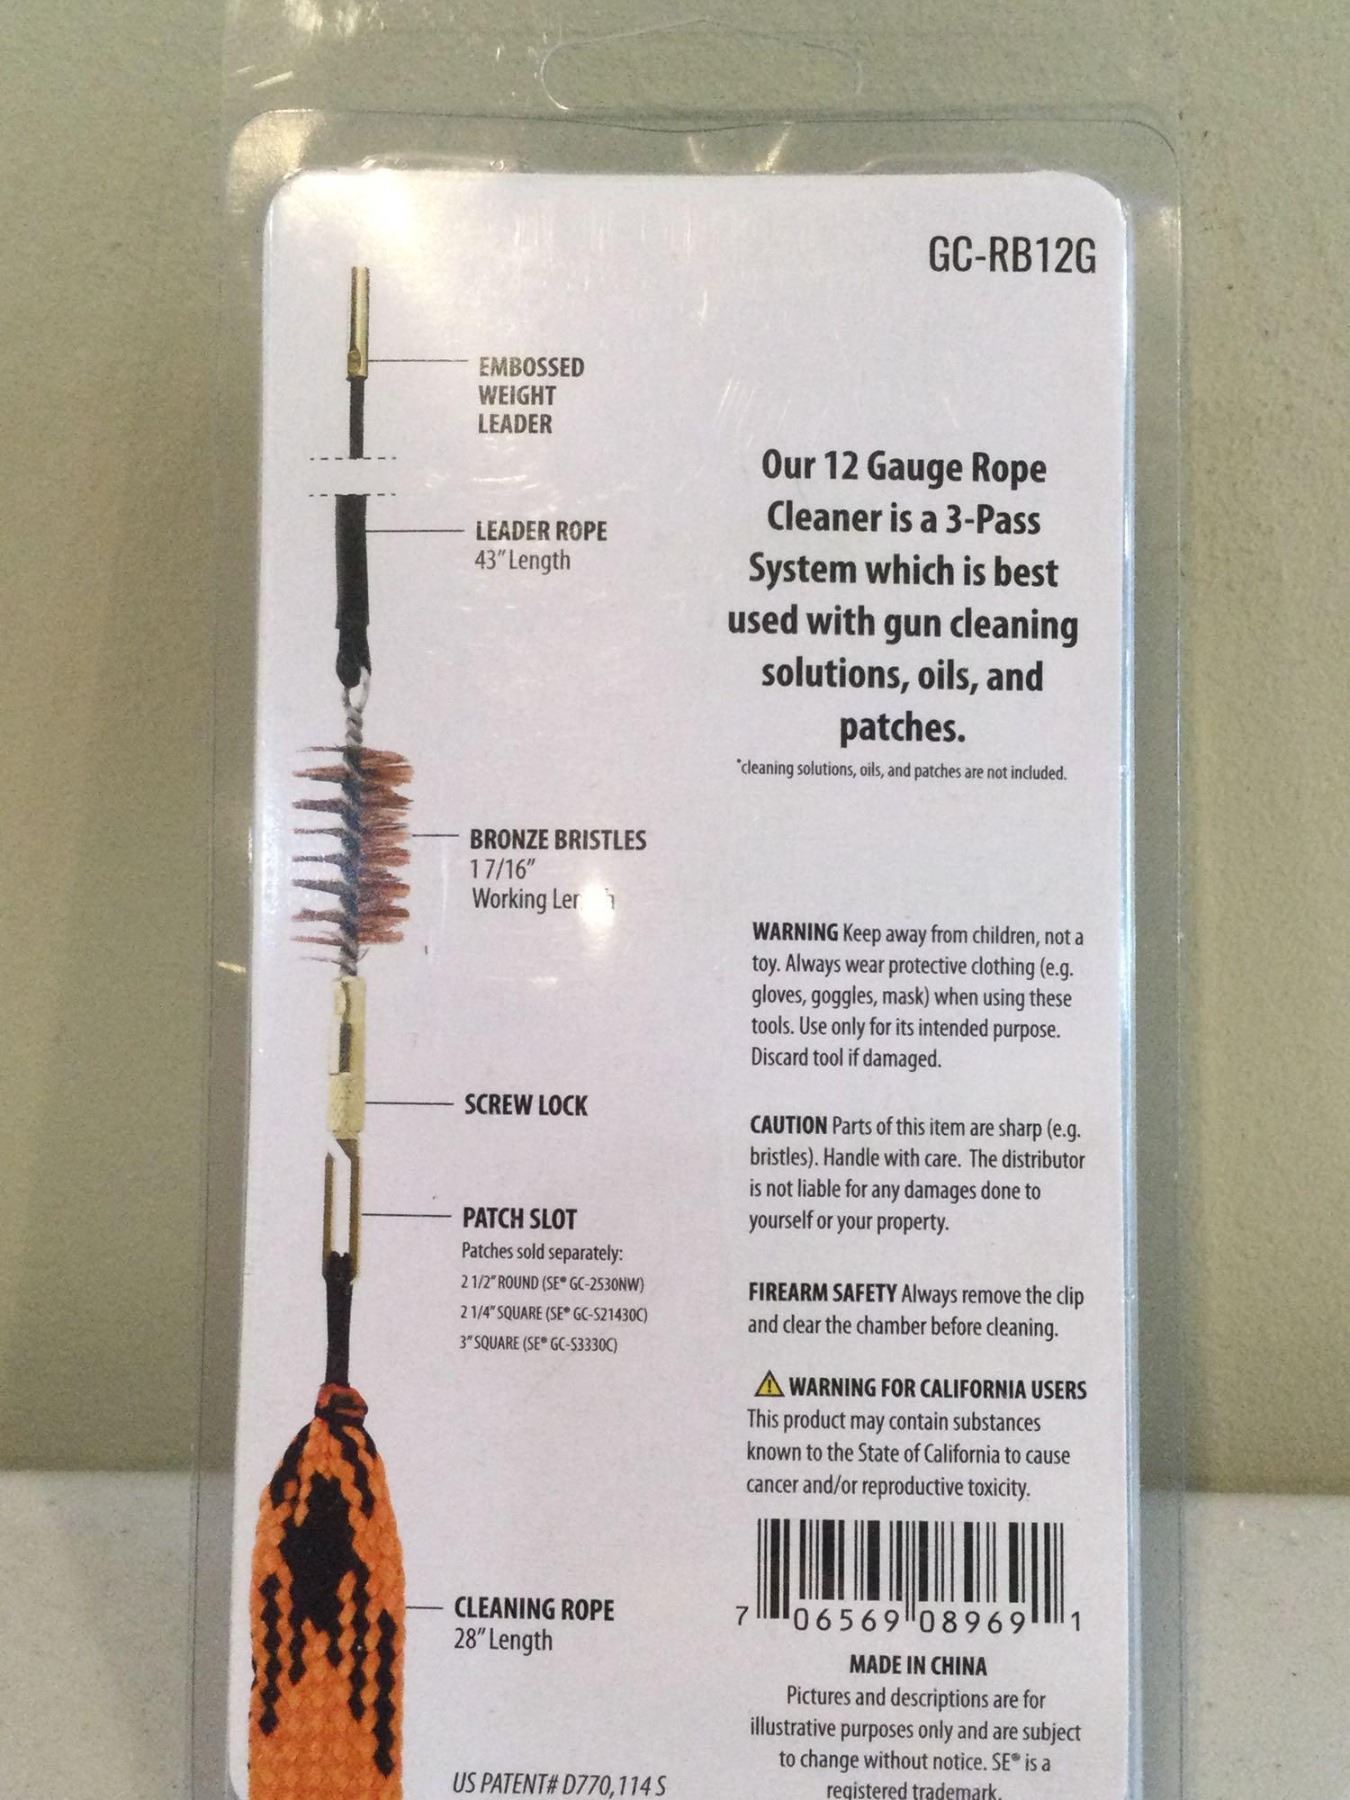 GC-RB12G
EMBOSSED
WEIGHT
LEADER
LEADER ROPE
43" Length
BRONZE BRISTLES
1 7/16"
Working
SCREW LOCK
PATCH SLOT
Patches sold separately:
2 1/2" ROUND (SE® GC-2530NW)
2 1/4" SQUARE (SE® GC-S21430C)
3" SQUARE (SE® GC-S3330C)
CLEANING ROPE
28" Length
US PATENT# D770,114 S
Our 12 Gauge Rope
Cleaner is a 3-Pass
System which is best
used with gun cleaning
solutions, oils, and
patches.
*cleaning solutions, oils, and patches are not included.
WARNING Keep away from children, not a
toy. Always wear protective clothing (e.g.
gloves, goggles, mask) when using these
tools. Use only for its intended purpose.
Discard tool if damaged.
CAUTION Parts of this item are sharp (e.g.
bristles). Handle with care. The distributor
is not liable for any damages done to
yourself or your property.
FIREARM SAFETY Always remove the clip
and clear the chamber before cleaning.
WARNING FOR CALIFORNIA USERS
This product may contain substances
known to the State of California to cause
cancer and/or reproductive toxicity.
7 06569 08969 1
MADE IN CHINA
Pictures and descriptions are for
illustrative purposes only and are subject
to change without notice. SE® is a
registered trademark.